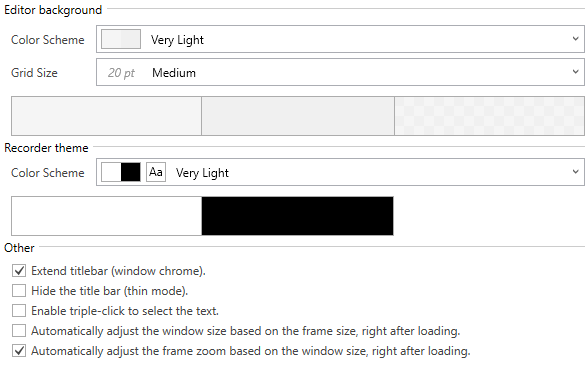 Editor background
Color Scheme Very Light
Grid Size 20 pt Medium
Recorder theme
Color Scheme Aa Very Light
Other
Extend titlebar (window chrome).
Hide the title bar (thin mode).
Enable triple-click to select the text.
Automatically adjust the window size based on the frame size, right after loading.
Automatically adjust the frame zoom based on the window size, right after loading.